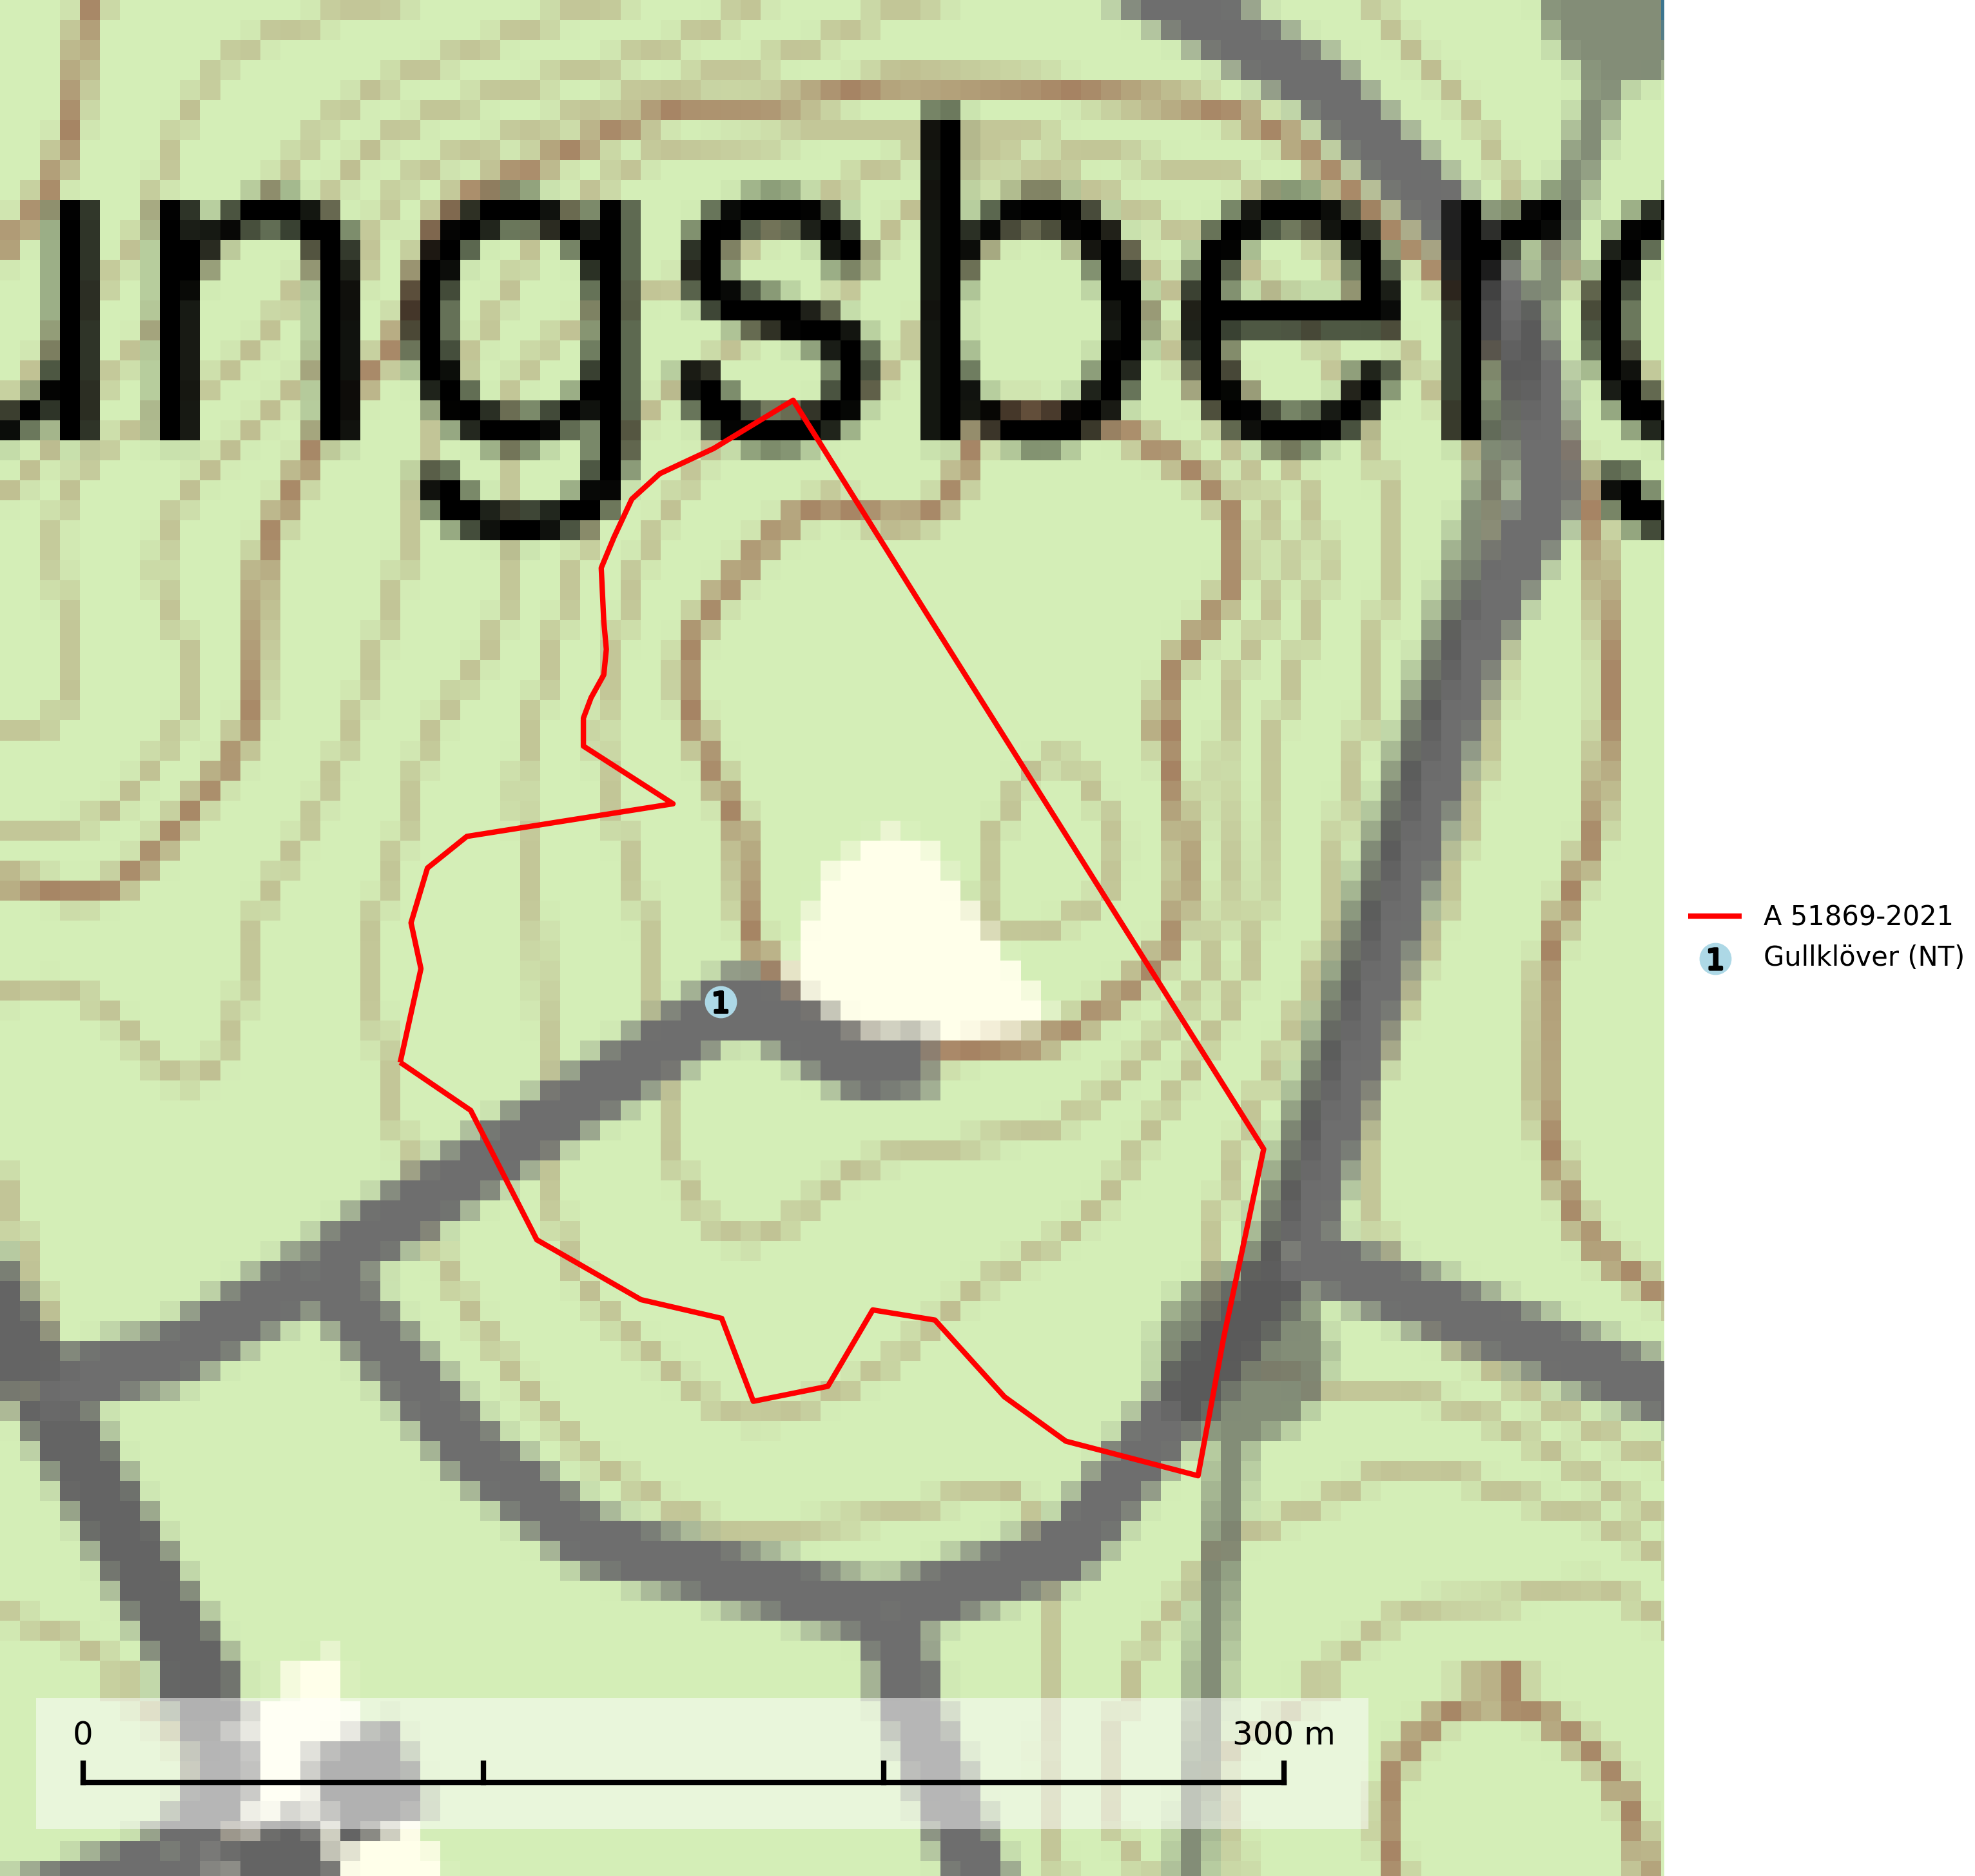 ungsberg
A 51869-2021
1 Gullklöver (NT)
1
0 300 m